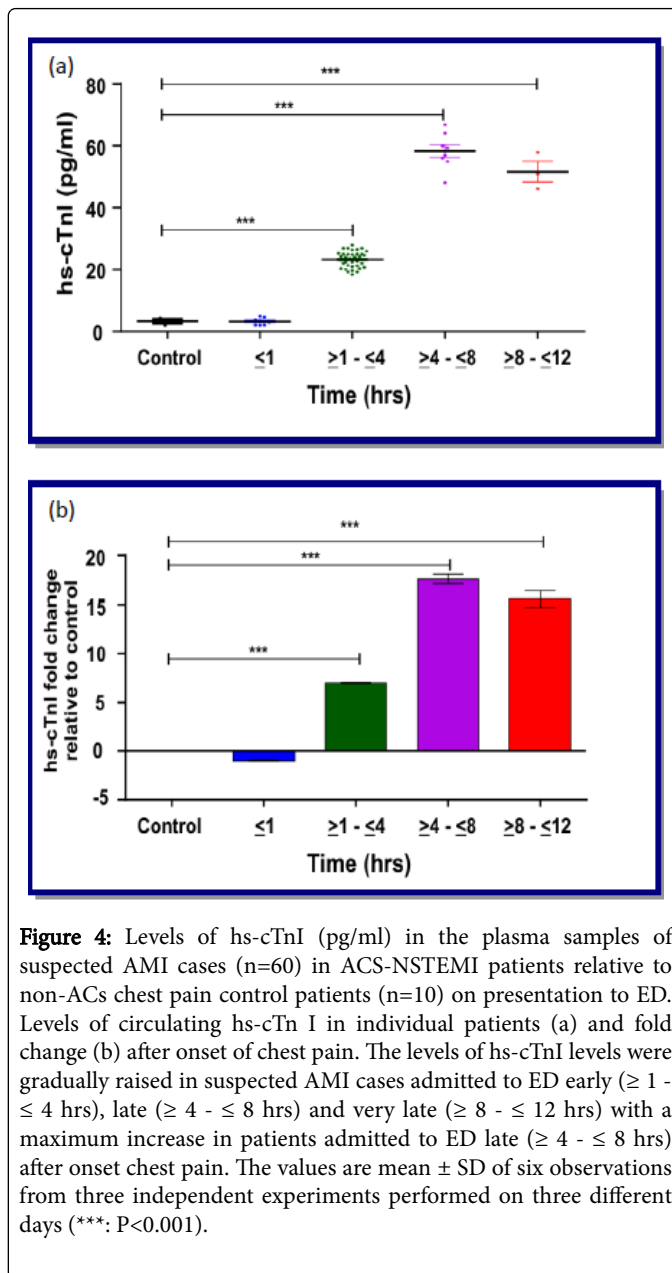 (a)
***
80
***
60
hs-cTnI (pg/ml)
40
***
20
0
Control ≤1 ≥1 - ≤4 ≥4 - ≤8 ≥8 - ≤12
Time (hrs)
(b)
***
20
***
15
hs-cTnI fold change
relative to control
10
***
5
0
-5
Control ≤1 ≥1 - ≤4 ≥4 - ≤8 ≥8 - ≤12
Time (hrs)
Figure 4: Levels of hs-cTnI (pg/ml) in the plasma samples of
suspected AMI cases (n=60) in ACS-NSTEMI patients relative to
non-ACs chest pain control patients (n=10) on presentation to ED.
Levels of circulating hs-cTn I in individual patients (a) and fold
change (b) after onset of chest pain. The levels of hs-cTnI levels were
gradually raised in suspected AMI cases admitted to ED early (≥ 1 -
≤ 4 hrs), late (≥ 4 - ≤ 8 hrs) and very late (≥ 8 - ≤ 12 hrs) with a
maximum increase in patients admitted to ED late (≥ 4 - ≤ 8 hrs)
after onset chest pain. The values are mean ± SD of six observations
from three independent experiments performed on three different
days (***: P<0.001).